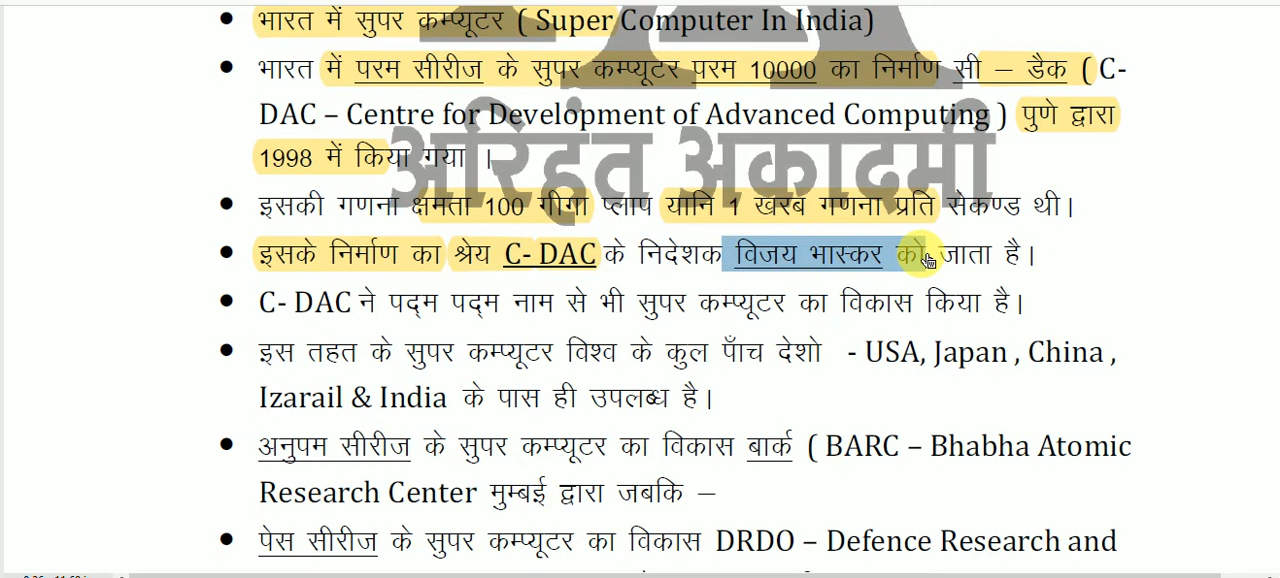 • भारत में सुपर कम्प्यूटर ( Super Computer In India)
• भारत में परम सीरीज के सुपर कम्प्यूटर परम 10000 का निर्माण सी – डैक ( C-
DAC – Centre for Development of Advanced Computing ) पुणे द्वारा
1998 में किया गया ।
अरिहंत अकादमी
• इसकी गणना क्षमता 100 गीगा प्लाप यानि 1 खरब गणना प्रति सेकण्ड थी।
• इसके निर्माण का श्रेय C- DAC के निदेशक विजय भास्कर को जाता है।
• C- DAC ने पद्म पद्म नाम से भी सुपर कम्प्यूटर का विकास किया है।
• इस तहत के सुपर कम्प्यूटर विश्व के कुल पाँच देशो - USA, Japan , China ,
Izarail & India के पास ही उपलब्ध है।
• अनुपम सीरीज के सुपर कम्प्यूटर का विकास बार्क ( BARC – Bhabha Atomic
Research Center मुम्बई द्वारा जबकि –
• पेस सीरीज के सुपर कम्प्यूटर का विकास DRDO – Defence Research and